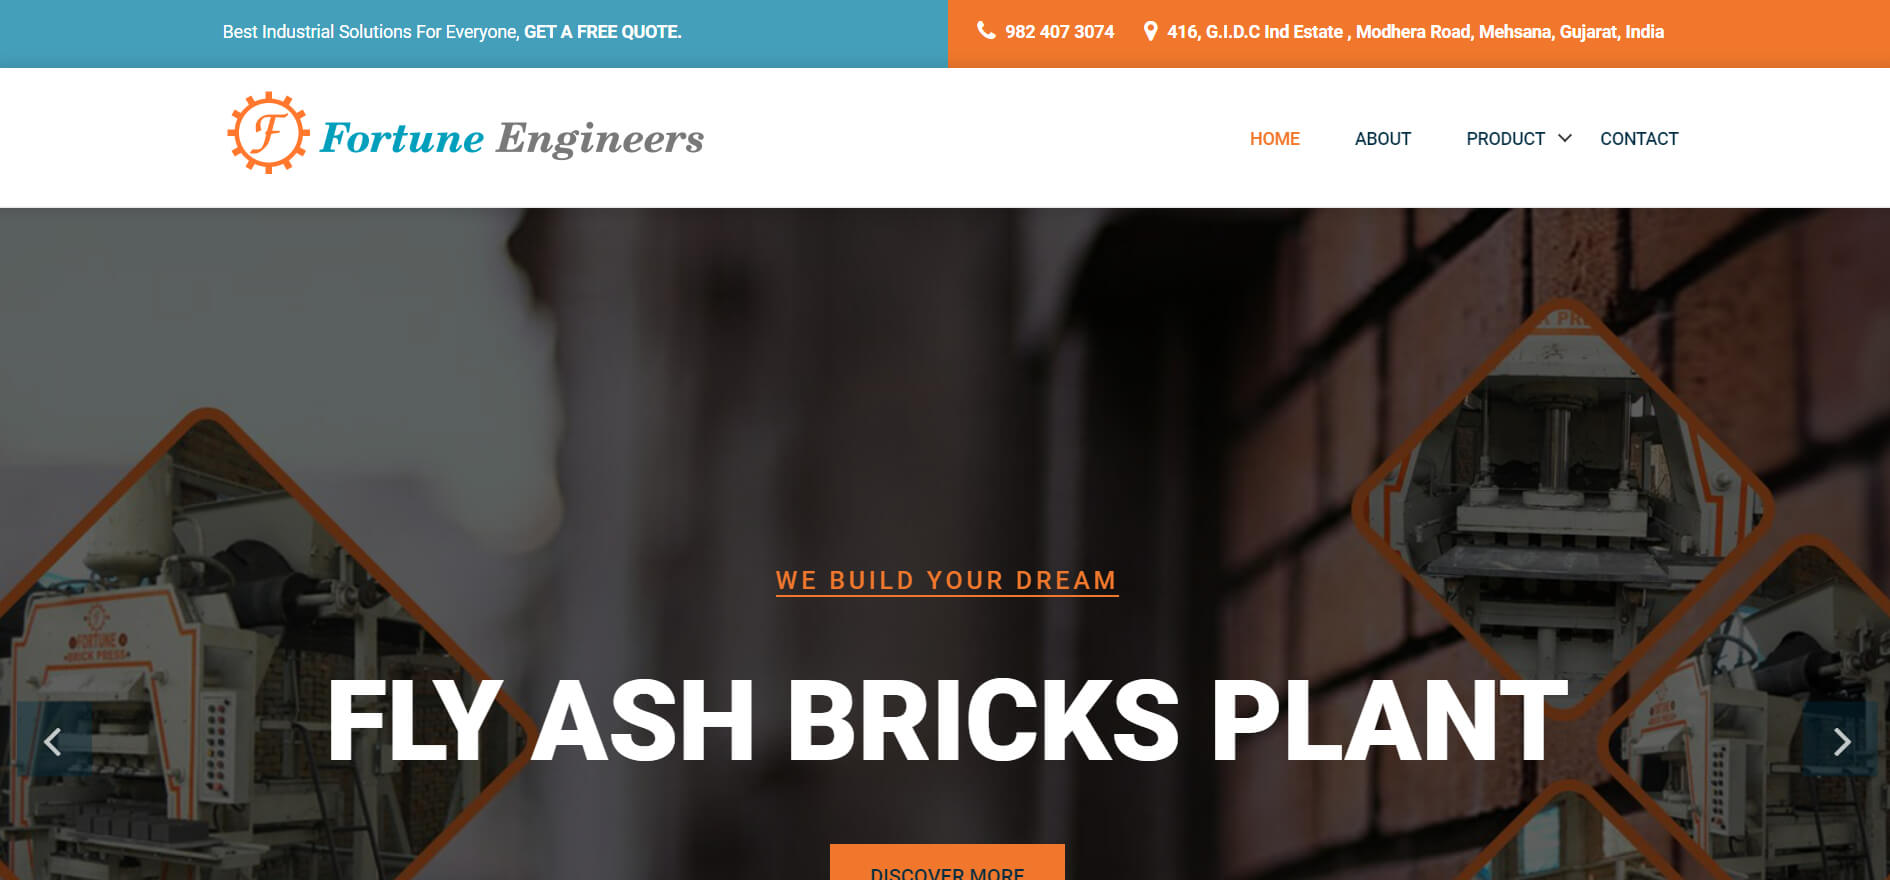 Best Industrial Solutions For Everyone, GET A FREE QUOTE.
982 407 3074
416, G.I.D.C Ind Estate , Modhera Road, Mehsana, Gujarat, India
F
Fortune Engineers
HOME
ABOUT
PRODUCT
CONTACT
WE BUILD YOUR DREAM
FLY ASH BRICKS PLANT
FORTUNE
BRICK PRESS
DISCOVER MORE